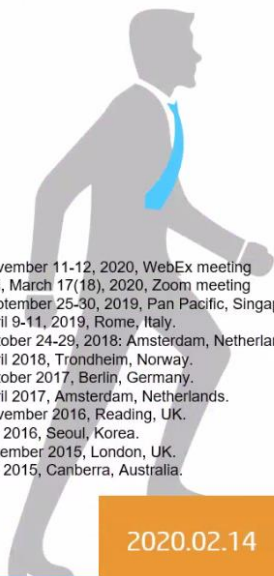 vember 11-12, 2020, WebEx meeting
, March 17(18), 2020, Zoom meeting
ptember 25-30, 2019, Pan Pacific, Singap
il 9-11, 2019, Rome, Italy.
tober 24-29, 2018: Amsterdam, Netherlan
il 2018, Trondheim, Norway.
tober 2017, Berlin, Germany.
il 2017, Amsterdam, Netherlands.
vember 2016, Reading, UK.
2016, Seoul, Korea.
ember 2015, London, UK.
2015, Canberra, Australia.
2020.02.14